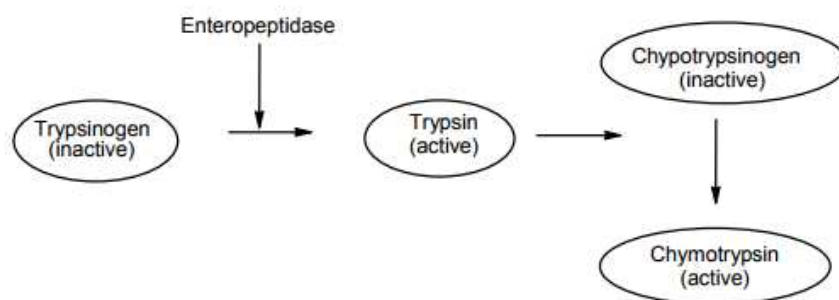 Enteropeptidase
Trypsinogen
(inactive)
Trypsin
(active)
Chypotrypsinogen
(inactive)
Chymotrypsin
(active)